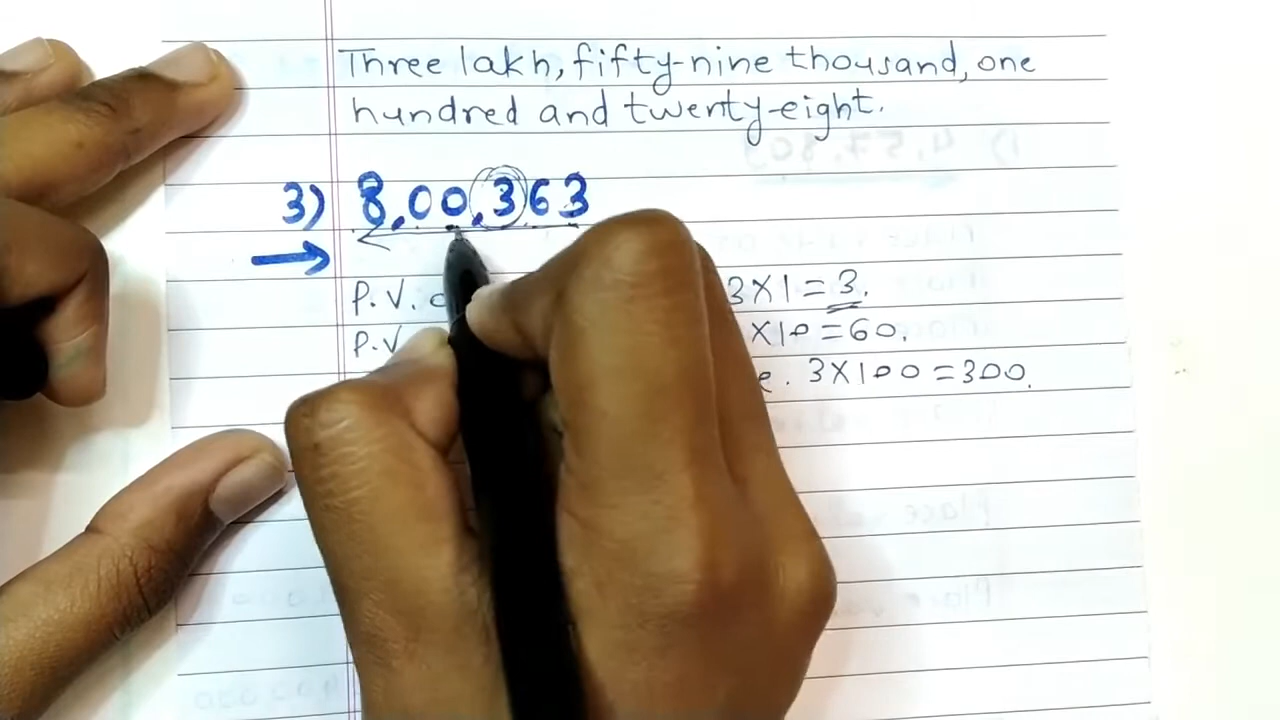 Three lakh, fifty-nine thousand, one
hundred and twenty-eight.
3) 8,00,363
P.V. 3X1 = 3.
P.V X10 = 60.
3X100 = 300.